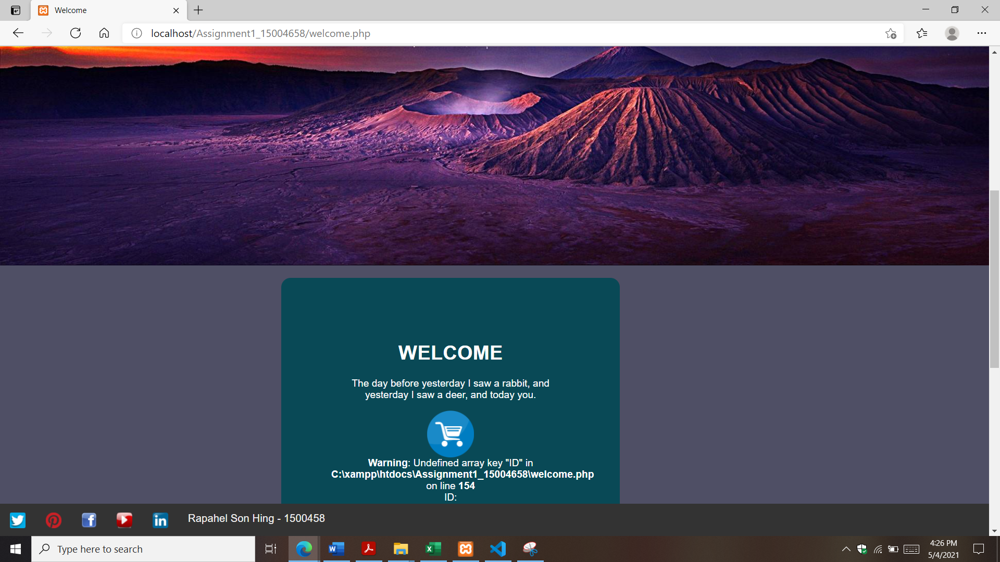 Welcome
localhost/Assignment1_15004658/welcome.php
WELCOME
The day before yesterday I saw a rabbit, and
yesterday I saw a deer, and today you.
Warning: Undefined array key "ID" in
C:\xampp\htdocs\Assignment1_15004658\welcome.php
on line 154
ID:
Rapahel Son Hing - 1500458
Type here to search
4:26 PM
5/4/2021